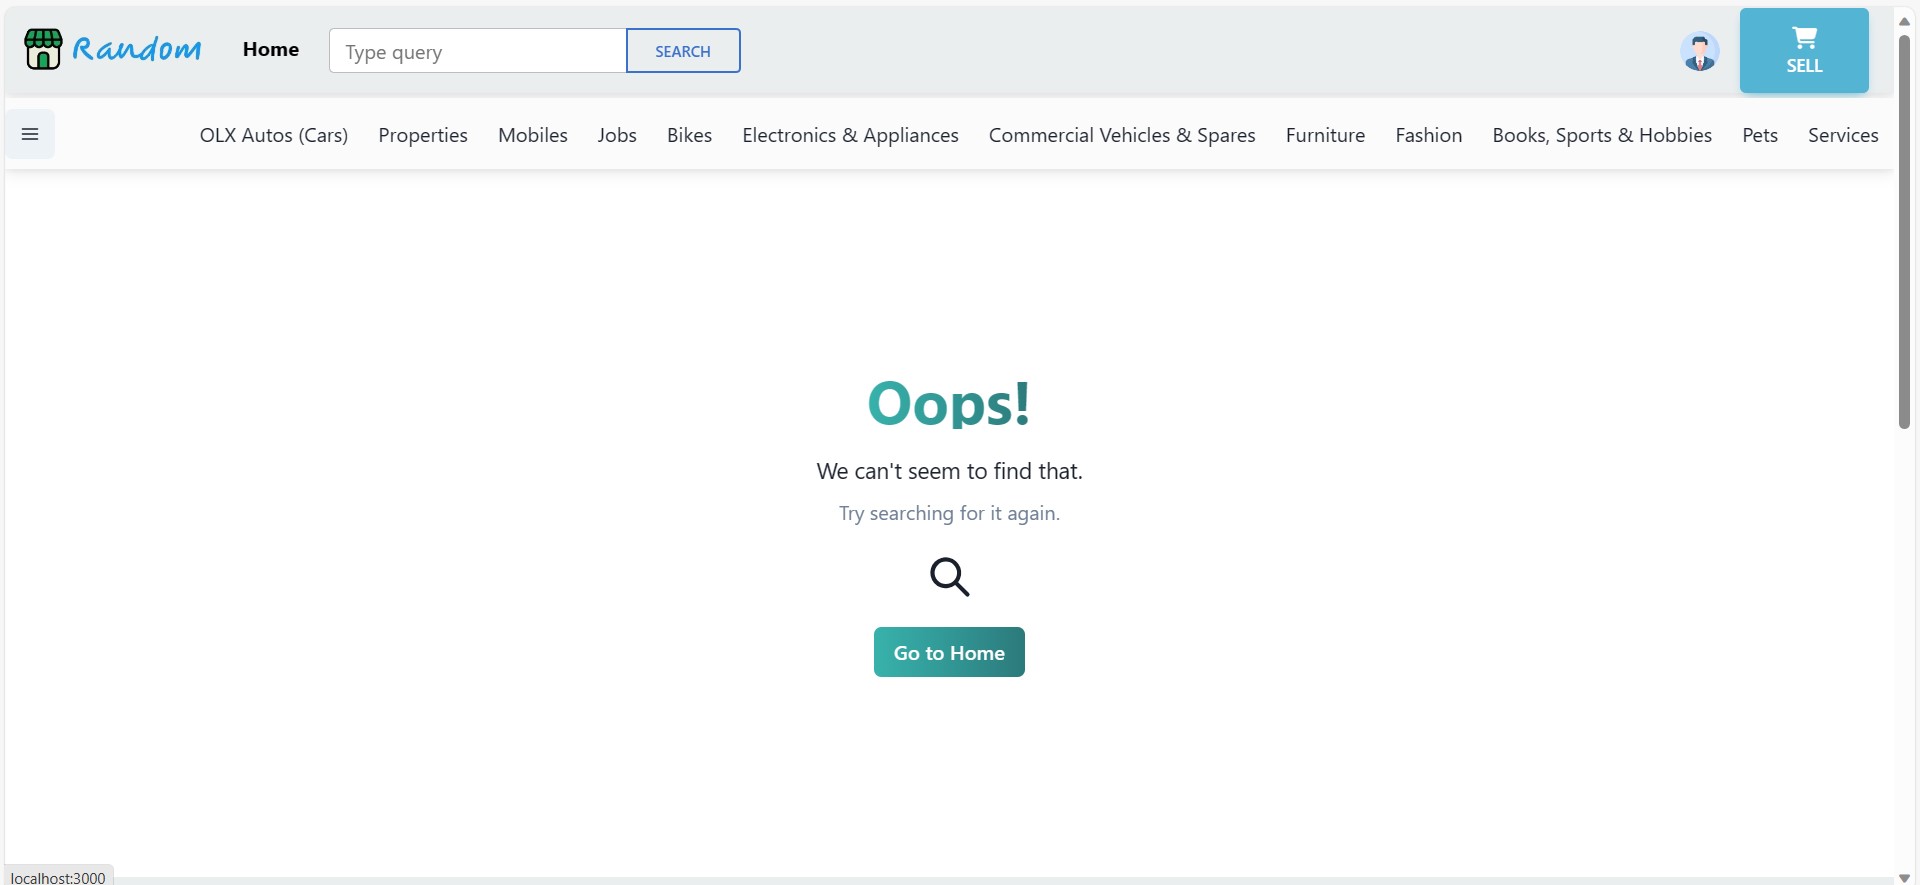 Random
Home
Type query
SEARCH
SELL
OLX Autos (Cars)
Properties
Mobiles
Jobs
Bikes
Electronics & Appliances
Commercial Vehicles & Spares
Furniture
Fashion
Books, Sports & Hobbies
Pets
Services
Oops!
We can't seem to find that.
Try searching for it again.
Go to Home
localhost:3000